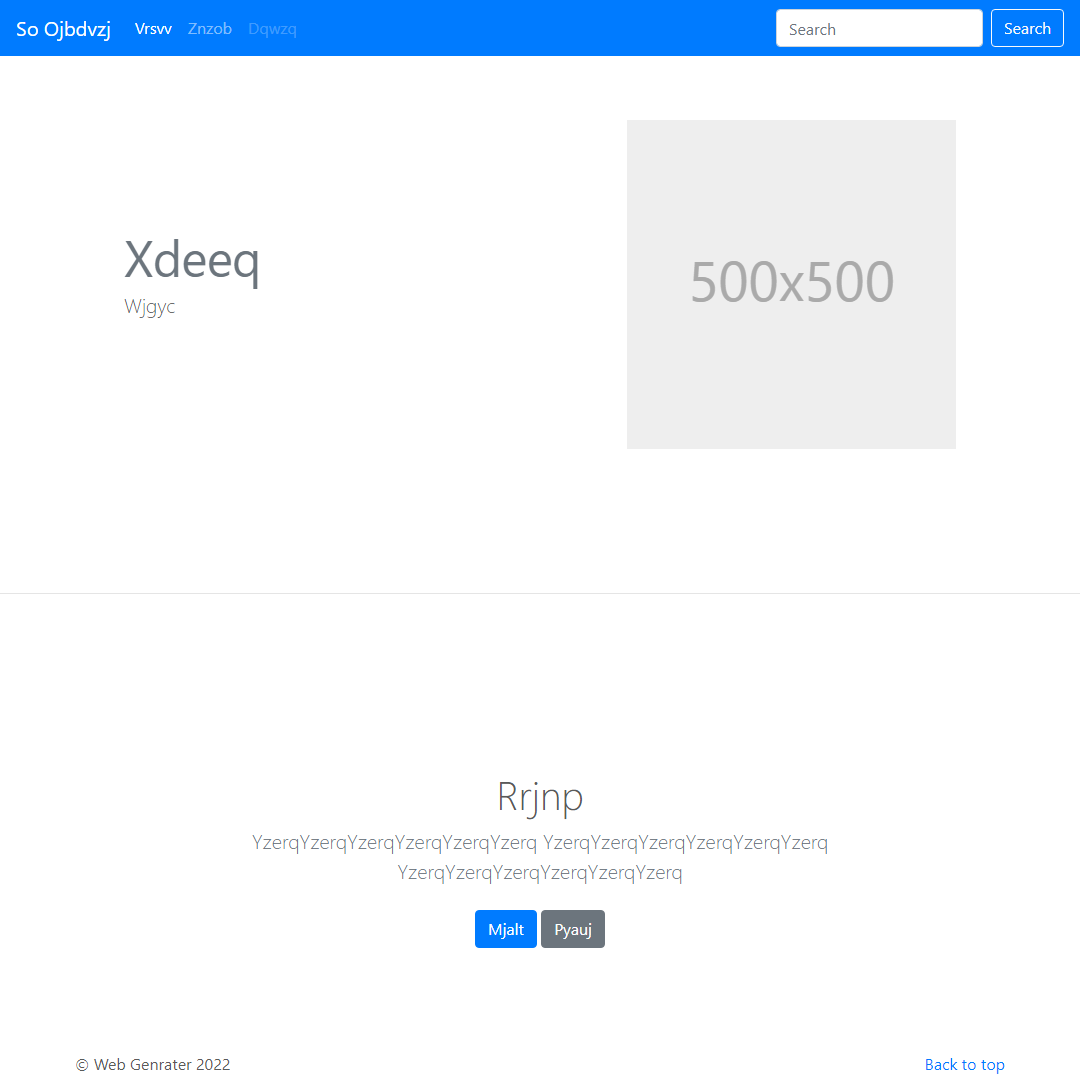 So Ojbdvzj Vrsvv Znzob Dqwzq Search Search
500x500
Xdeeq
Wjgyc
Rrjnp
YzerqYzerqYzerqYzerqYzerqYzerq YzerqYzerqYzerqYzerqYzerqYzerq
YzerqYzerqYzerqYzerqYzerqYzerq
Mjalt Pyauj
© Web Genrater 2022 Back to top